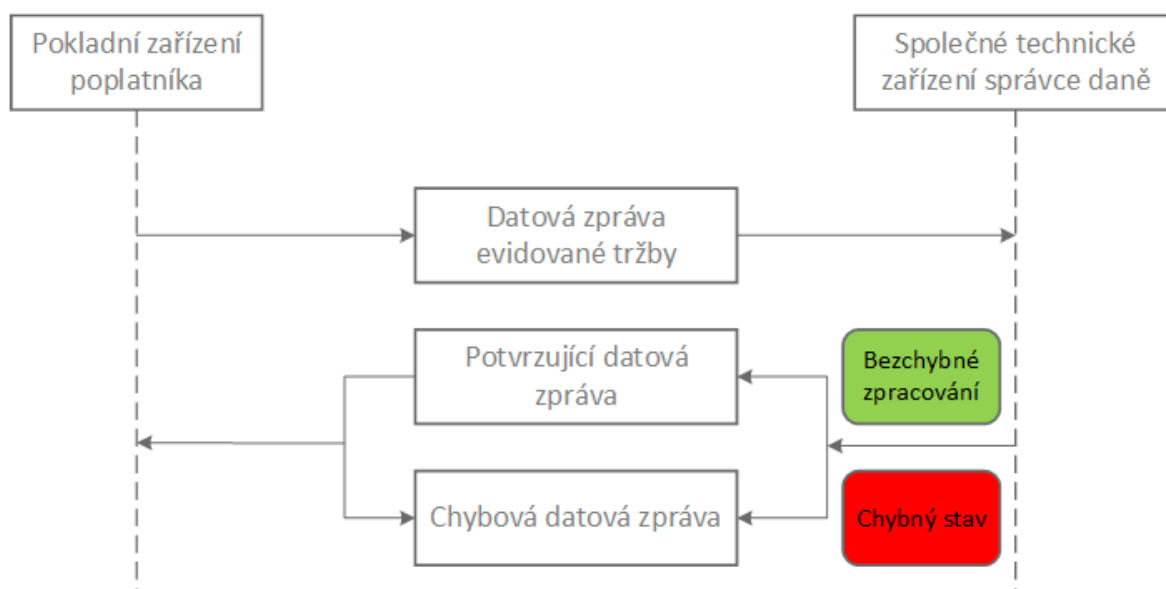 Pokladní zařízení
poplatníka
Společné technické
zařízení správce daně
Datová zpráva
evidované tržby
Potvrzující datová
zpráva
Bezchybné
zpracování
Chybová datová zpráva
Chybný stav